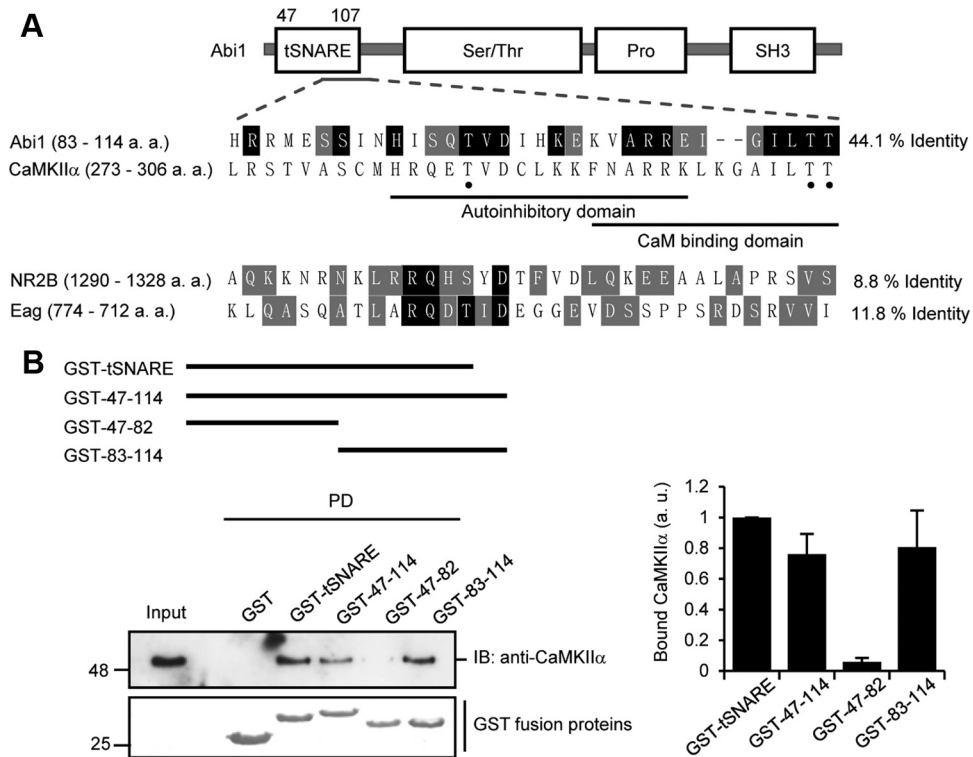 A
47 107
Abi1 tSNARE Ser/Thr Pro SH3
Abi1 (83 - 114 a. a.) H R R M E S S I N H I S Q T V D I H K E K V A R R E I - - G I L T T 44.1 % Identity
CaMKIIα (273 - 306 a. a.) L R S T V A S C M H R Q E T V D C L K K F N A R R K L K G A I L T T
Autoinhibitory domain
CaM binding domain
NR2B (1290 - 1328 a. a.) A Q K K N R N K L R R Q H S Y D T F V D L Q K E E A A L A P R S V S 8.8 % Identity
Eag (774 - 712 a. a.) K L Q A S Q A T L A R Q D T I D E G G E V D S S P P S R D S R V V I 11.8 % Identity
B
GST-tSNARE
GST-47-114
GST-47-82
GST-83-114
PD
Input GST GST-tSNARE GST-47-114 GST-47-82 GST-83-114
48 IB: anti-CaMKIIα
25 GST fusion proteins
Bound CaMKIIα (a. u.)
1.2
1
0.8
0.6
0.4
0.2
0
GST-tSNARE GST-47-114 GST-47-82 GST-83-114